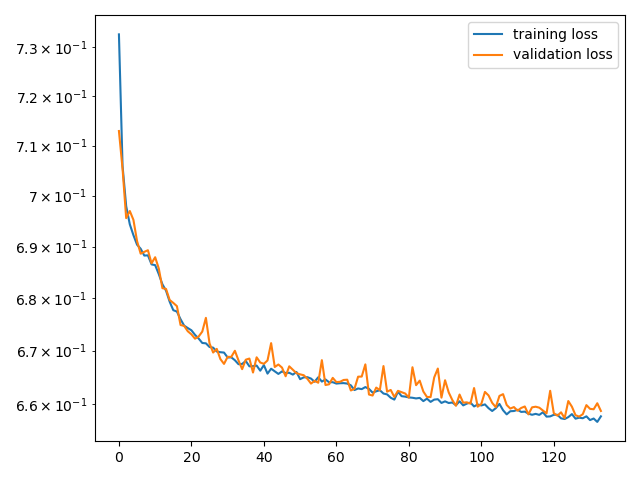 training loss
validation loss
7.3 × 10⁻¹
7.2 × 10⁻¹
7.1 × 10⁻¹
7 × 10⁻¹
6.9 × 10⁻¹
6.8 × 10⁻¹
6.7 × 10⁻¹
6.6 × 10⁻¹
0 20 40 60 80 100 120